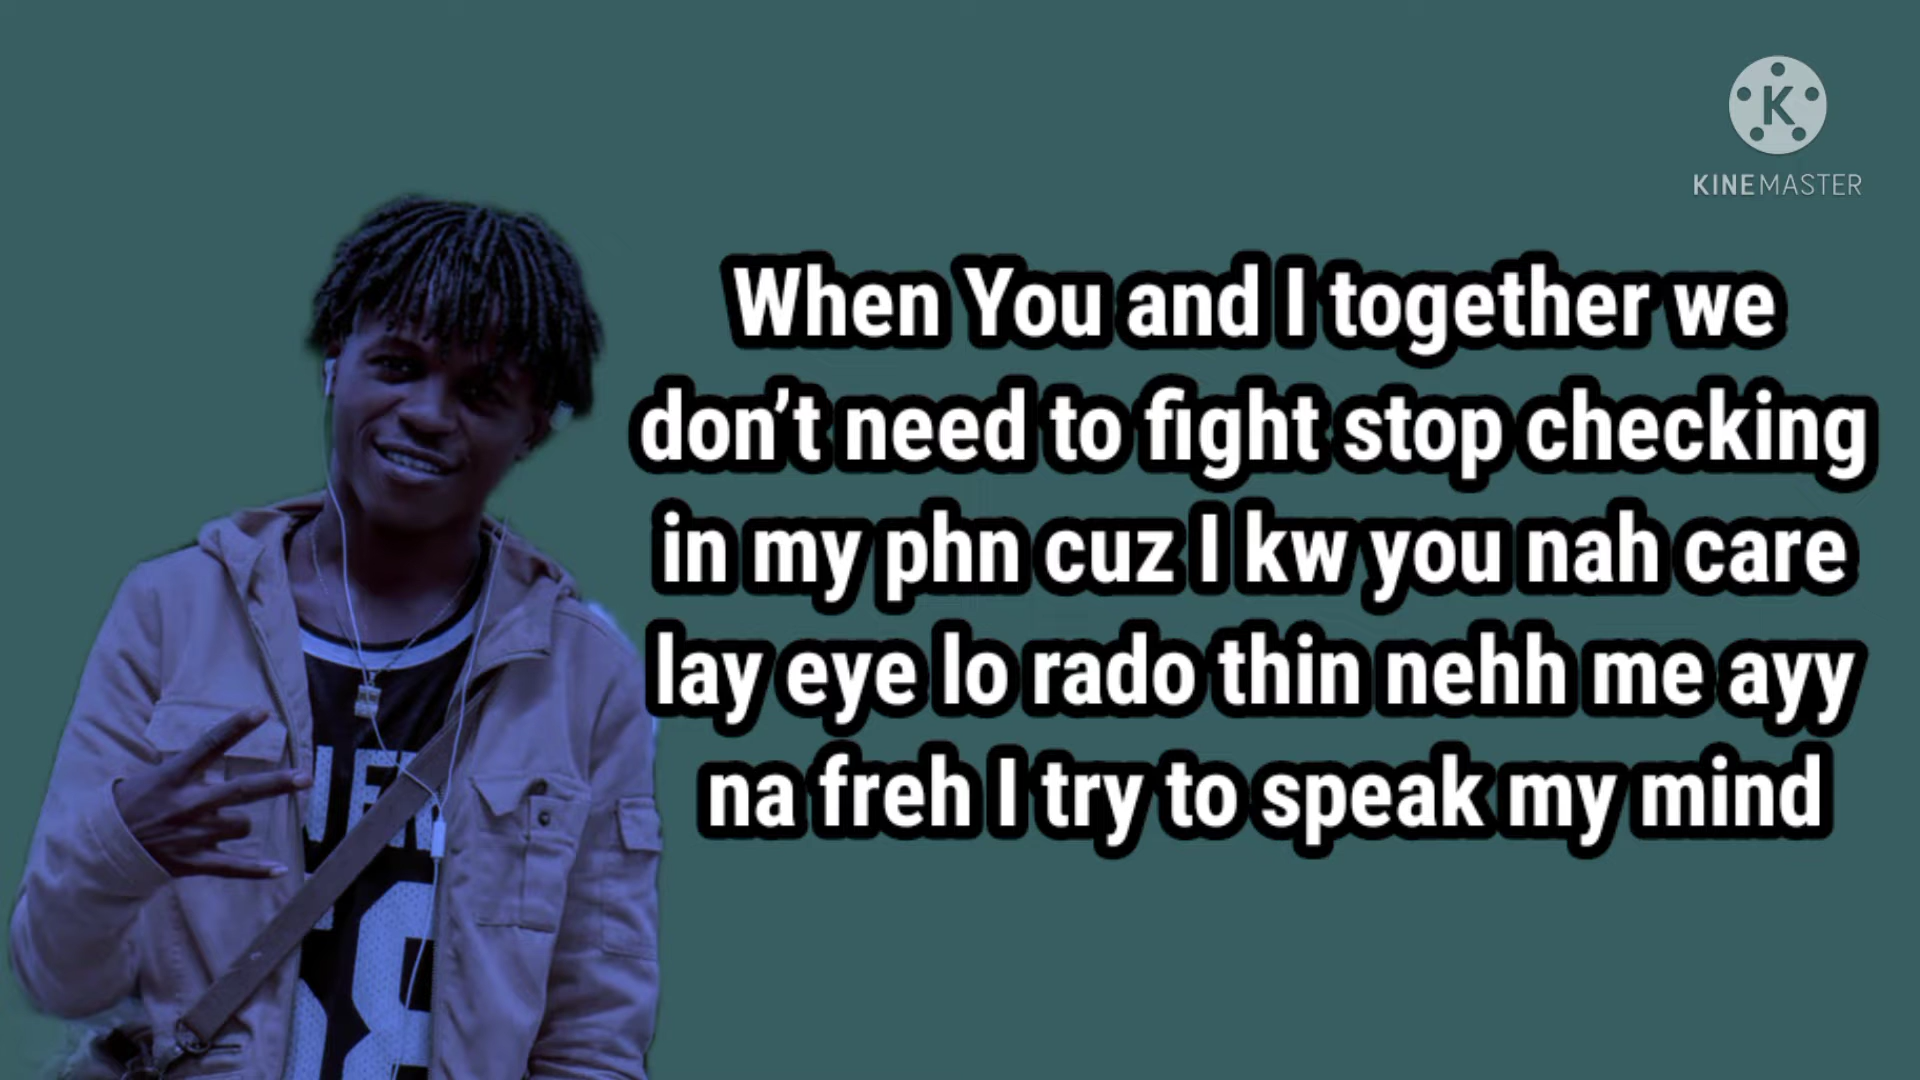 KINEMASTER
When You and I together we
don’t need to fight stop checking
in my phn cuz I kw you nah care
lay eye lo rado thin nehh me ayy
na freh I try to speak my mind